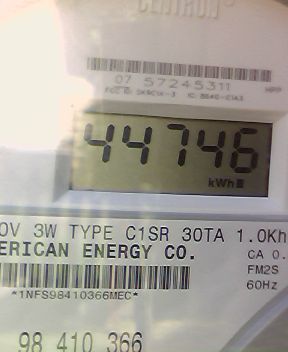 CENTRON
07 57245311
44746
kWh
0V 3W TYPE C1SR 30TA 1.0Kh
ERICAN ENERGY CO.
CA 0.
FM2S
*1NFS98410366MEC*
60Hz
98 410 366